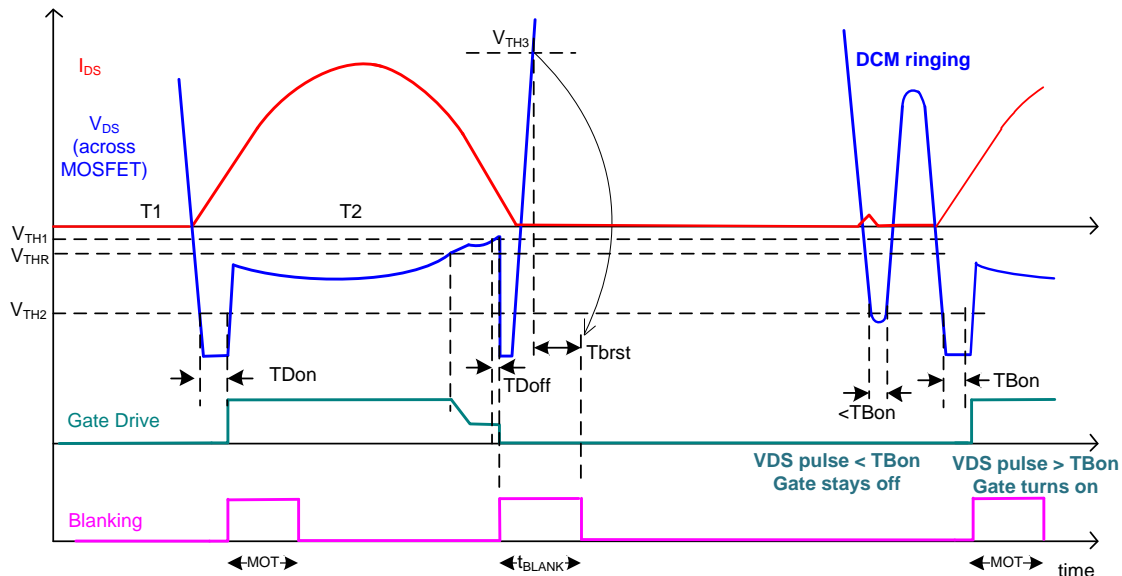 V_TH3
I_DS
DCM ringing
V_DS
(across
MOSFET)
T1
T2
V_TH1
V_THR
V_TH2
Tbrst
TDon
TDoff
TBon
<TBon
Gate Drive
VDS pulse < TBon
Gate stays off
VDS pulse > TBon
Gate turns on
Blanking
MOT
t_BLANK
MOT
time